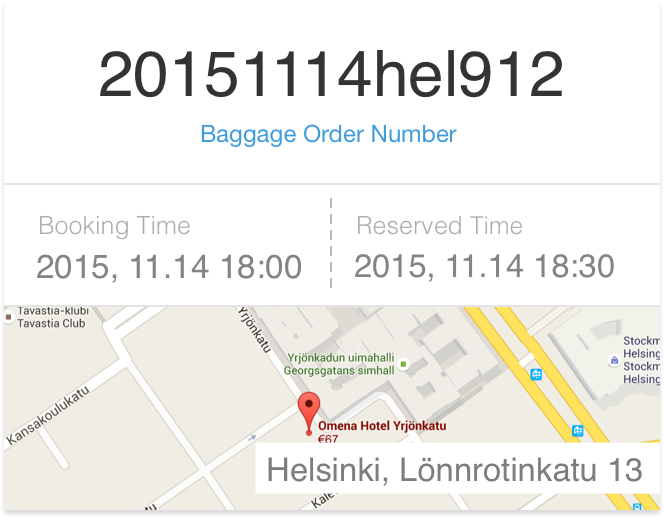 20151114hel912
Baggage Order Number
Booking Time
Reserved Time
2015, 11.14 18:00
2015, 11.14 18:30
Tavastia-klubi
Tavastia Club
Yrjönkatu
Yrjönkadun uimahalli
Georgsgatans simhall
Stockm
Helsing
Stockm
Helsing
Kansakoulukatu
Omena Hotel Yrjönkatu
€67
Helsinki, Lönnrotinkatu 13
Kale